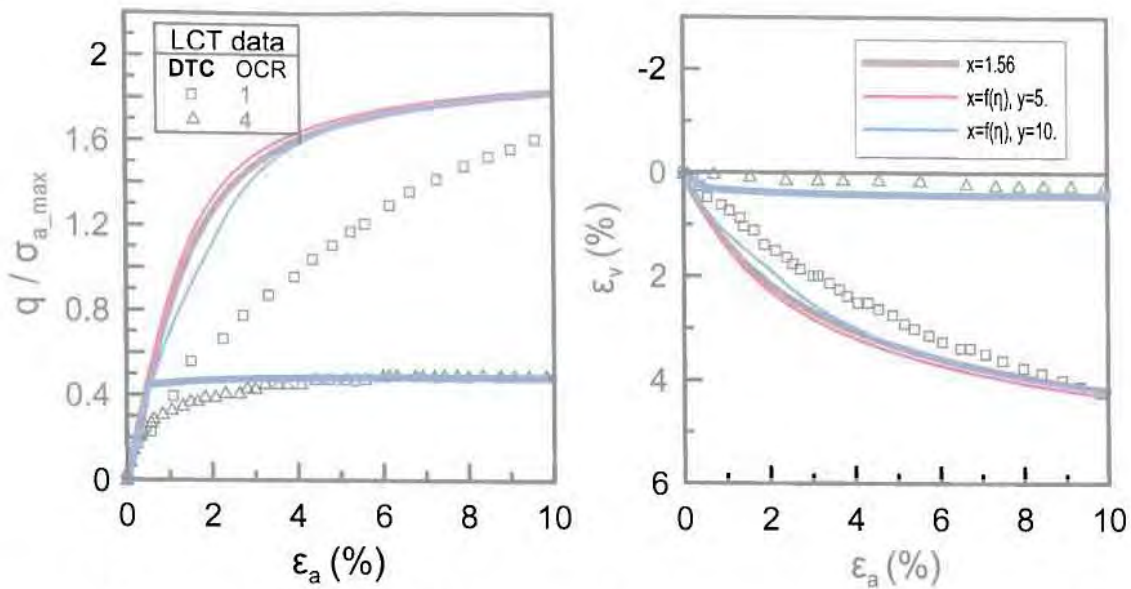 2
1.6
1.2
0.8
0.4
0
q / σa_max
LCT data
DTC OCR
1
4
0 2 4 6 8 10
εa (%)
-2
0
2
4
6
εv (%)
x=1.56
x=f(η), y=5.
x=f(η), y=10.
0 2 4 6 8 10
εa (%)